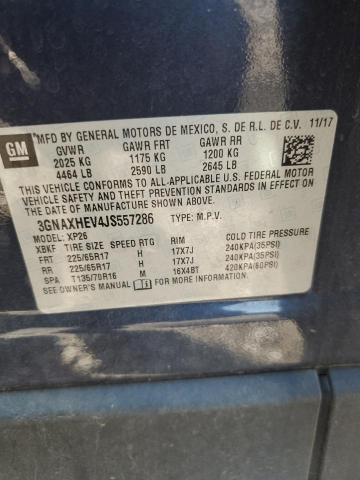 GM
MFD BY GENERAL MOTORS DE MEXICO, S. DE R.L. DE C.V. 11/17
GVWR GAWR FRT GAWR RR
2025 KG 1175 KG 1200 KG
4464 LB 2590 LB 2645 LB
THIS VEHICLE CONFORMS TO ALL APPLICABLE U.S. FEDERAL MOTOR
VEHICLE SAFETY, BUMPER, AND THEFT PREVENTION STANDARDS
IN EFFECT ON THE DATE OF MANUFACTURE SHOWN ABOVE.
3GNAXHEV4JS557286 TYPE: M.P.V.
MODEL: XP26
XBKF TIRE SIZE SPEED RTG RIM COLD TIRE PRESSURE
FRT 225/65R17 H 17X7J 240KPA(35PSI)
RR 225/65R17 H 17X7J 240KPA(35PSI)
SPA T135/70R16 M 16X4BT 420KPA(60PSI)
SEE OWNER'S MANUAL FOR MORE INFORMATION.